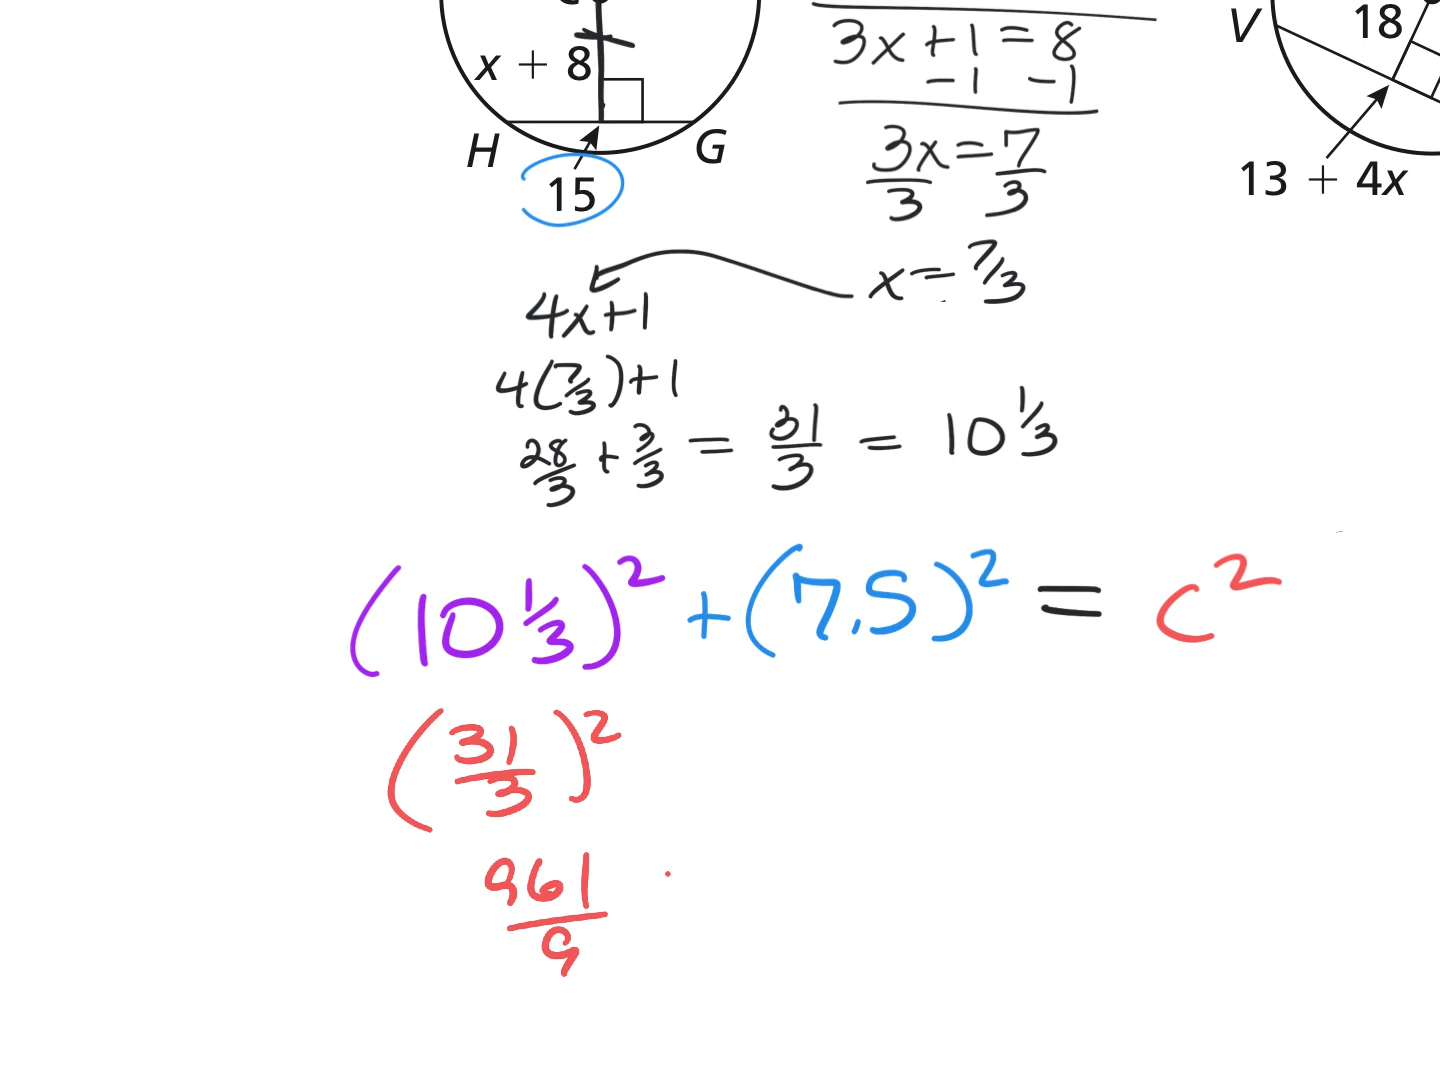 x + 8
H
G
15
3x + 1 = 8
- 1 - 1
3x = 7
3 3
x = 7/3
V
18
13 + 4x
4x + 1
4(7/3) + 1
28/3 + 3/3 = 31/3 = 10 1/3
(10 1/3)² + (7.5)² = c²
(31/3)²
961/9